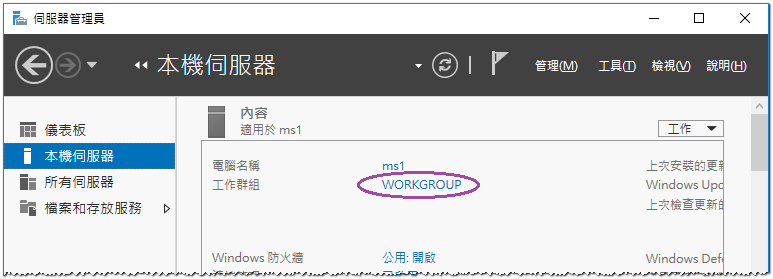 伺服器管理員
本機伺服器
管理(M) 工具(T) 檢視(V) 說明(H)
儀表板
本機伺服器
所有伺服器
檔案和存放服務
內容
適用於 ms1
工作
電腦名稱 ms1 上次安裝的更
工作群組 WORKGROUP Windows Upd
上次檢查更新的
Windows 防火牆 公用: 開啟 Windows Defe